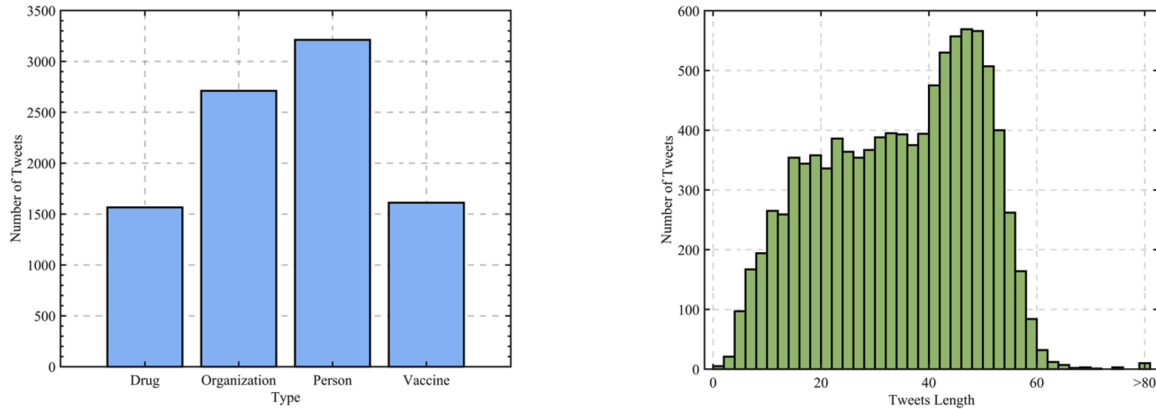 3500
3000
2500
2000
1500
1000
500
0
Number of Tweets
Drug Organization Person Vaccine
Type
600
500
400
300
200
100
0
Number of Tweets
0 20 40 60 >80
Tweets Length